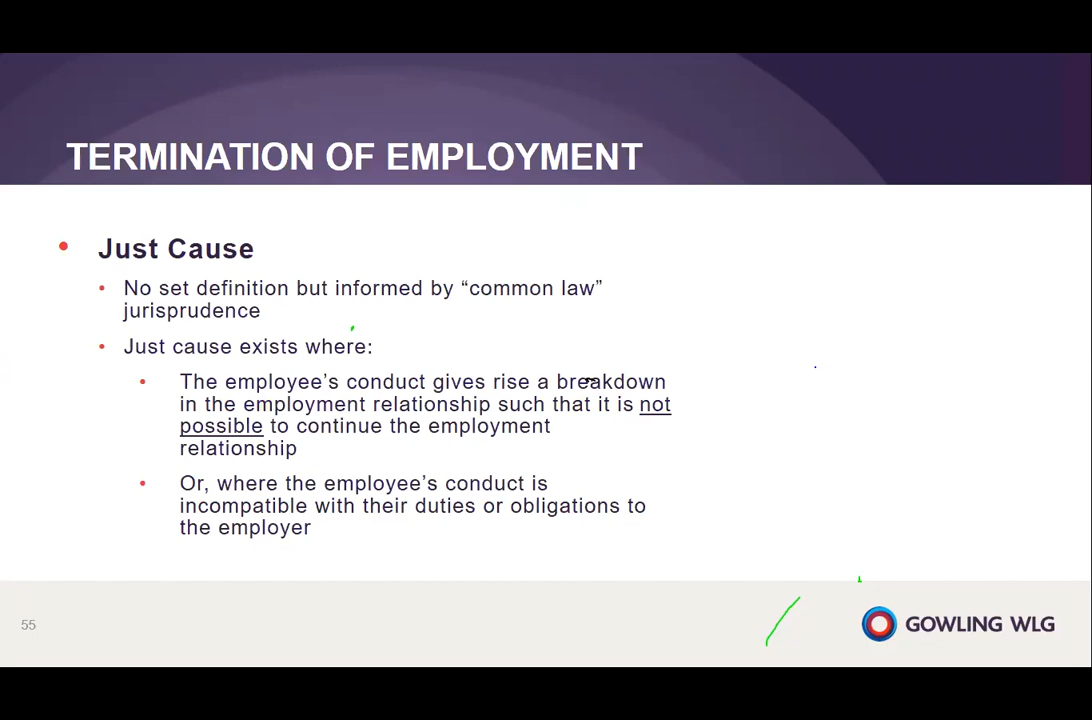 TERMINATION OF EMPLOYMENT
• Just Cause
• No set definition but informed by “common law”
jurisprudence
• Just cause exists where:
• The employee’s conduct gives rise a breakdown
in the employment relationship such that it is not
possible to continue the employment
relationship
• Or, where the employee’s conduct is
incompatible with their duties or obligations to
the employer
55
GOWLING WLG